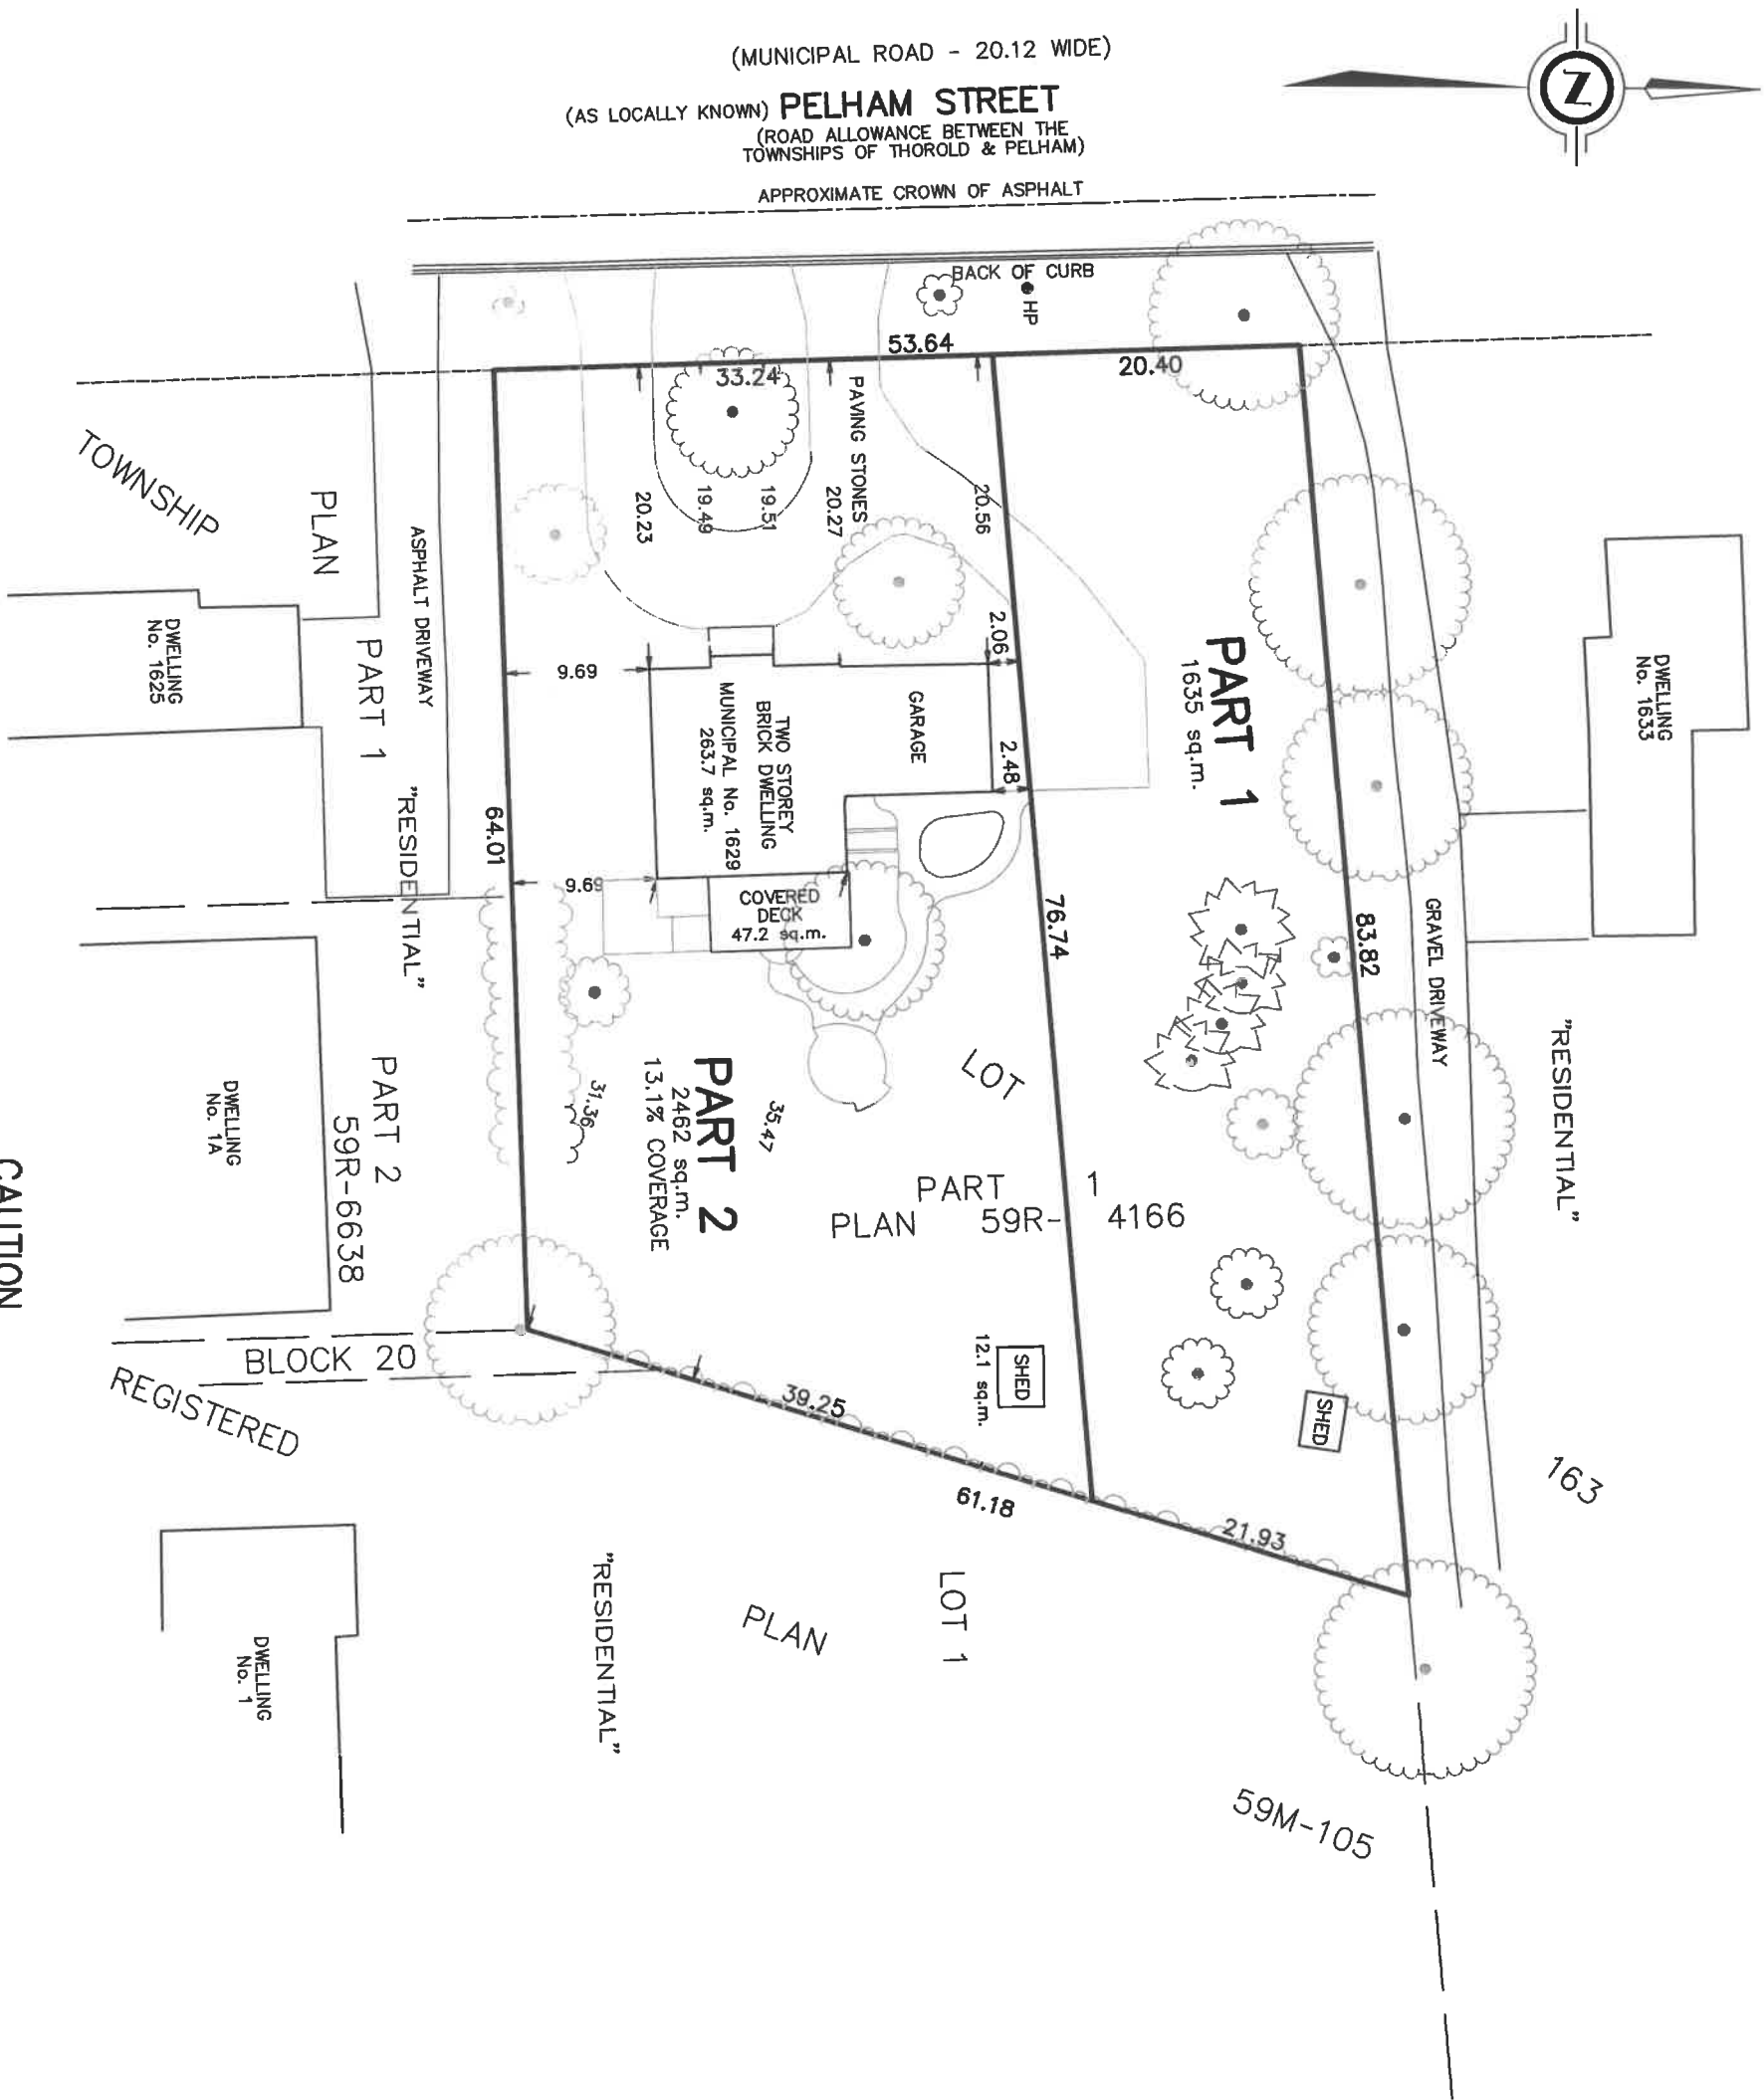 (MUNICIPAL ROAD - 20.12 WIDE)
(AS LOCALLY KNOWN) PELHAM STREET
(ROAD ALLOWANCE BETWEEN THE
TOWNSHIPS OF THOROLD & PELHAM)
APPROXIMATE CROWN OF ASPHALT
Z
BACK OF CURB
HP
53.64
33.24
20.40
PAVING STONES
20.23
19.49
19.51
20.27
20.56
TOWNSHIP
PLAN
ASPHALT DRIVEWAY
DWELLING
No. 1625
PART 1
"RESIDENTIAL"
9.69
64.01
9.69
TWO STOREY
BRICK DWELLING
MUNICIPAL No. 1629
263.7 sq.m.
GARAGE
2.06
2.48
COVERED
DECK
47.2 sq.m.
PART 1
1635 sq.m.
DWELLING
No. 1633
76.74
83.82
GRAVEL DRIVEWAY
"RESIDENTIAL"
LOT
163
PART 1
PLAN 59R-4166
PART 2
2462 sq.m.
13.1% COVERAGE
31.36
35.47
DWELLING
No. 1A
PART 2
59R-6638
CAUTION
BLOCK 20
REGISTERED
SHED
12.1 sq.m.
SHED
39.25
61.18
21.93
"RESIDENTIAL"
PLAN
LOT 1
DWELLING
No. 1
59M-105